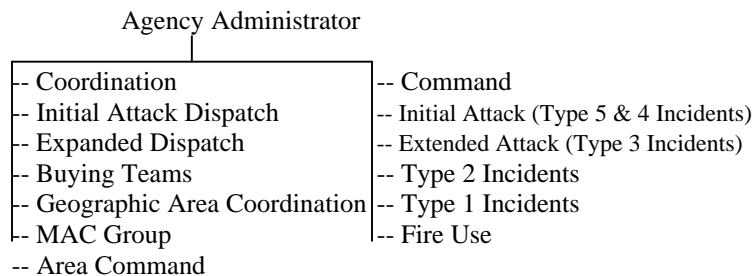 Agency Administrator
-- Coordination
-- Initial Attack Dispatch
-- Expanded Dispatch
-- Buying Teams
-- Geographic Area Coordination
-- MAC Group
-- Area Command
-- Command
-- Initial Attack (Type 5 & 4 Incidents)
-- Extended Attack (Type 3 Incidents)
-- Type 2 Incidents
-- Type 1 Incidents
-- Fire Use